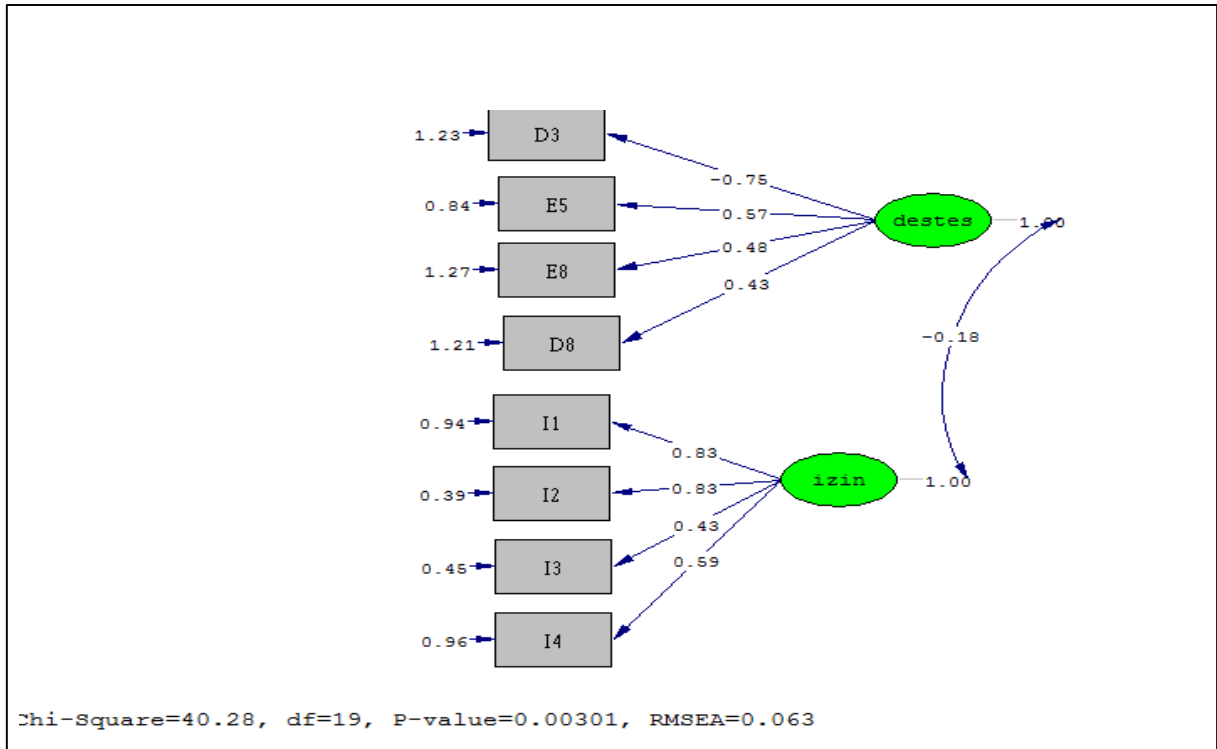 1.23 D3
-0.75
0.84 E5 0.57 destes 1.00
0.48
1.27 E8
0.43
1.21 D8
-0.18
0.94 I1
0.83
0.39 I2 0.83 izin 1.00
0.43
0.45 I3
0.59
0.96 I4
Chi-Square=40.28, df=19, P-value=0.00301, RMSEA=0.063